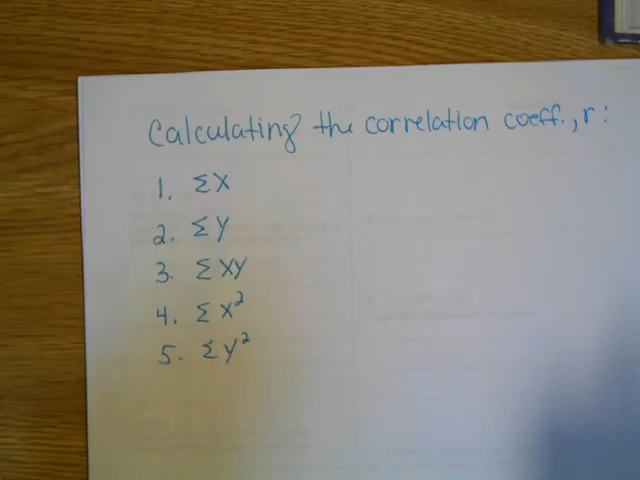 Calculating the correlation coeff., r:
1. Σx
2. Σy
3. Σxy
4. Σx²
5. Σy²